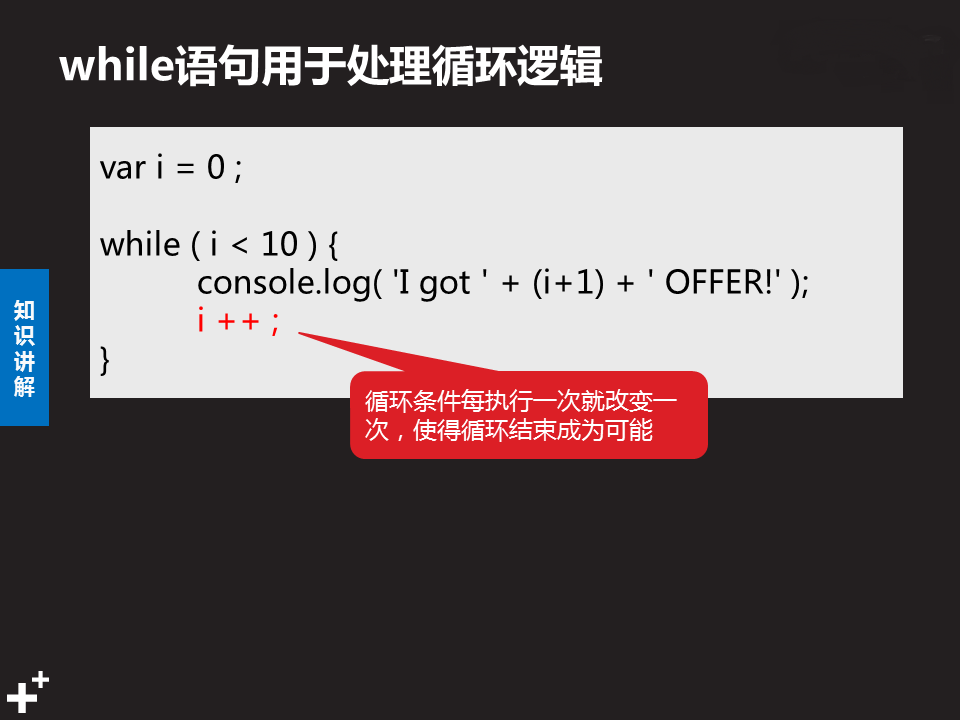 while语句用于处理循环逻辑
var i = 0 ;
while ( i < 10 ) {
console.log( 'I got ' + (i+1) + ' OFFER!' );
i ++ ;
}
循环条件每执行一次就改变一
次，使得循环结束成为可能
知
识
讲
解